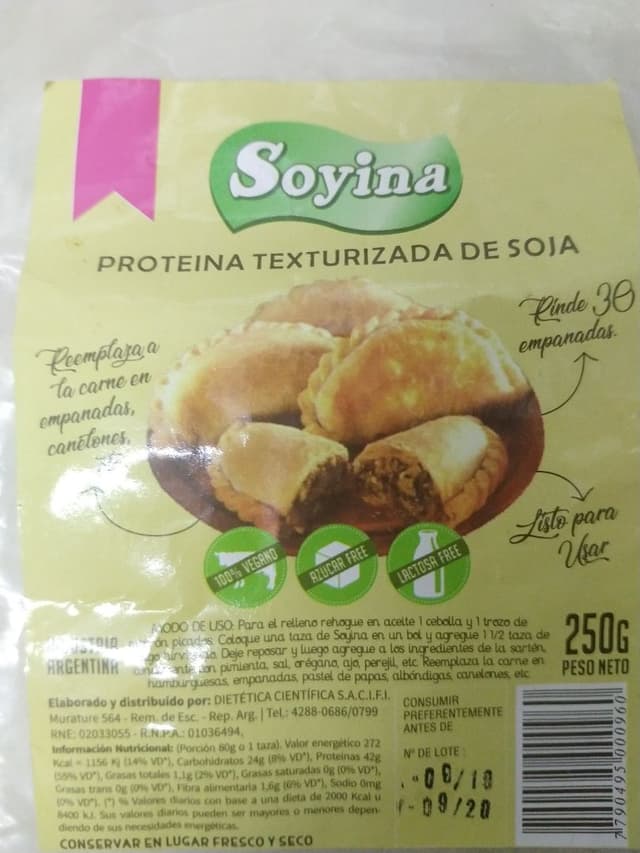 Soyina
PROTEINA TEXTURIZADA DE SOJA
Reemplaza a
la carne en
empanadas,
canelones,
Rinde 30
empanadas.
Listo para
Usar
100% VEGANO
AZUCAR FREE
LACTOSA FREE
MODO DE USO: Para el relleno rehogue en aceite 1 cebolla y 1 trozo de
picados. Coloque una taza de Soyina en un bol y agregue 1 1/2 taza de
Deje reposar y luego agregue a los ingredientes de la sartén,
con pimienta, sal, orégano, ajo, perejil, etc. Reemplaza la carne en
hamburguesas, empanadas, pastel de papas, albóndigas, canelones, etc.
INDUSTRIA
ARGENTINA
250G
PESO NETO
Elaborado y distribuido por: DIETÉTICA CIENTÍFICA S.A.C.I.F.I.
Murature 564 - Rem. de Esc. - Rep. Arg. | Tel.: 4288-0686/0799
RNE: 02033055 - R.N.P.A.: 01036494,
Información Nutricional: (Porción 60g o 1 taza). Valor energético 272
Kcal = 1156 Kj (14% VD*), Carbohidratos 24g (8% VD*), Proteinas 42g
(55% VD*), Grasas totales 1,1g (2% VD*), Grasas saturadas 0g (0% VD*),
Grasas trans 0g (0% VD*), Fibra alimentaria 1,6g (6% VD*), Sodio 0mg
(0% VD*). (*) % Valores diarios con base a una dieta de 2000 Kcal u
8400 kJ. Sus valores diarios pueden ser mayores o menores depen-
diendo de sus necesidades energéticas.
CONSERVAR EN LUGAR FRESCO Y SECO
CONSUMIR
PREFERENTEMENTE
ANTES DE
N° DE LOTE:
09/20
7790495000960